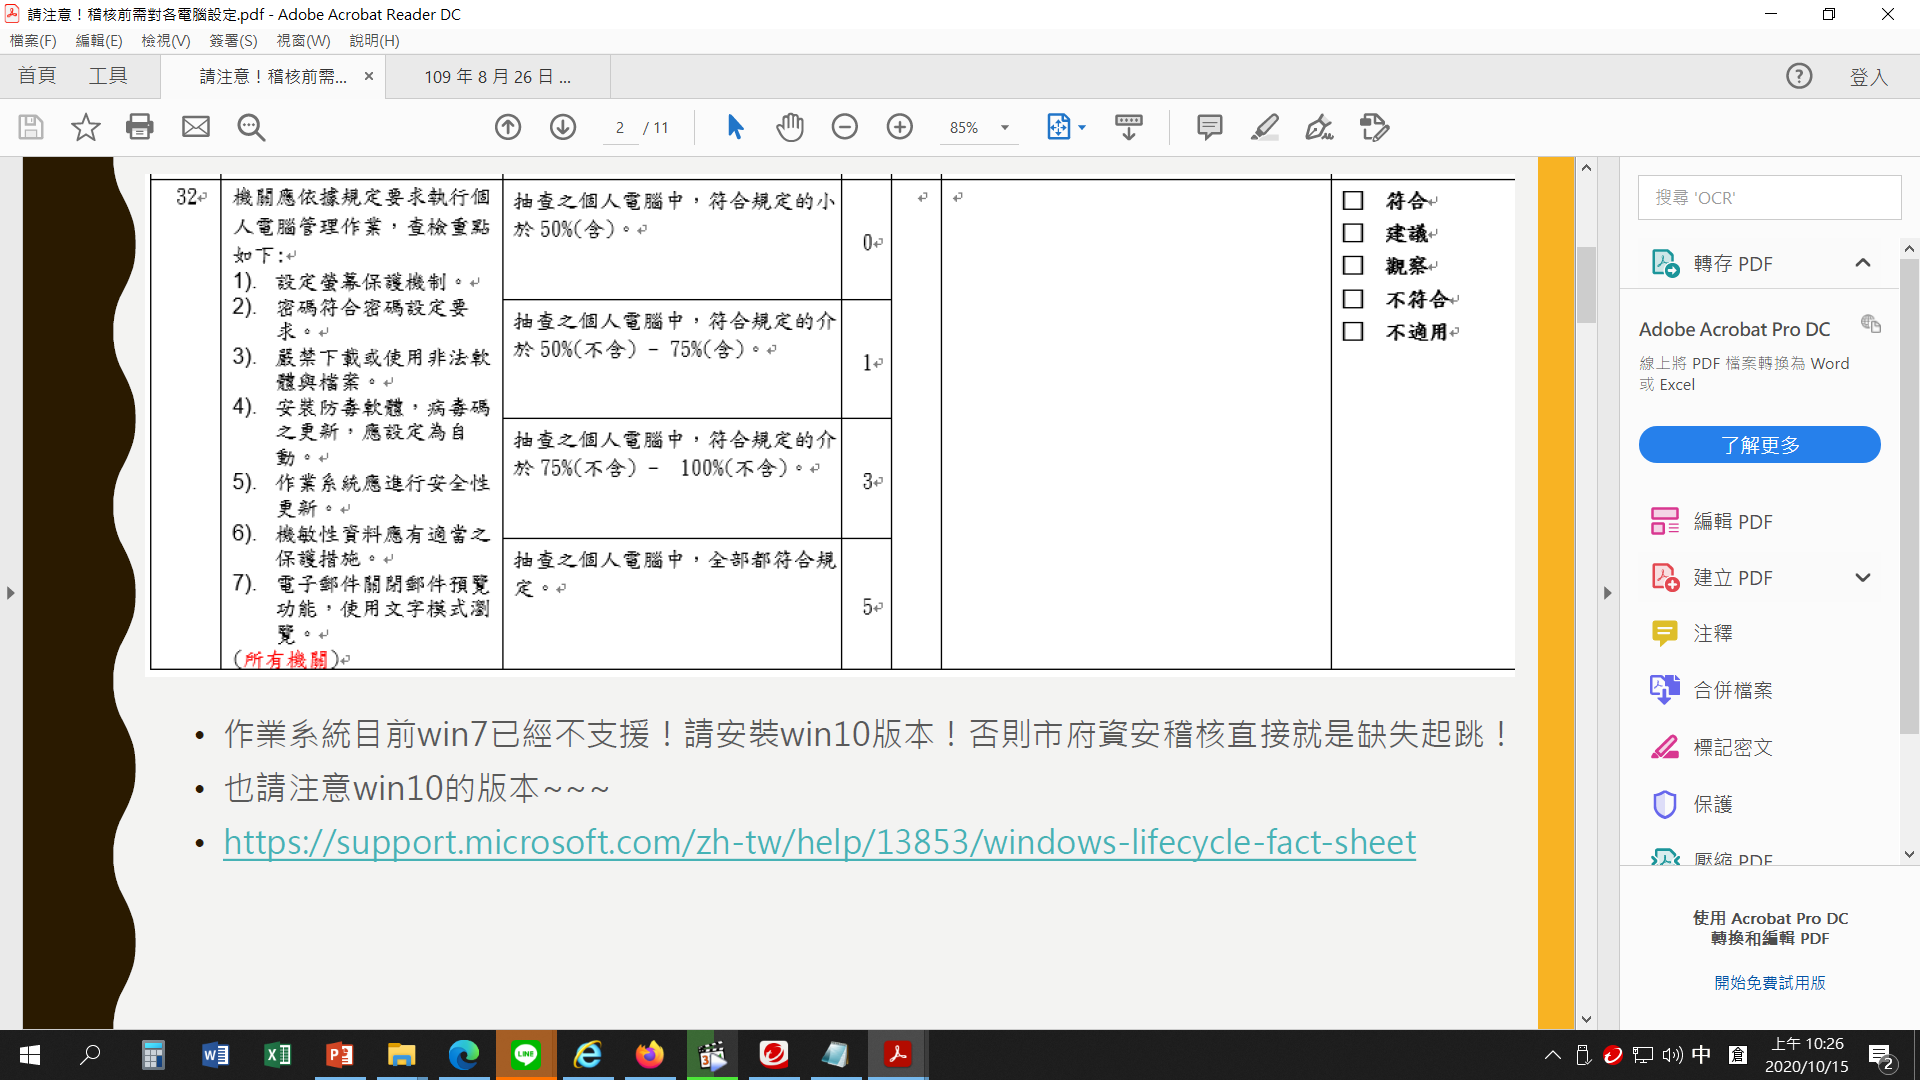 請注意！稽核前需對各電腦設定.pdf - Adobe Acrobat Reader DC
檔案(F) 編輯(E) 檢視(V) 簽署(S) 視窗(W) 說明(H)
首頁 工具 請注意！稽核前需... × 109 年 8 月 26 日 ... 登入
2 / 11 85%
32
機關應依據規定要求執行個
人電腦管理作業，查檢重點
如下：
1). 設定螢幕保護機制。
2). 密碼符合密碼設定要
求。
3). 嚴禁下載或使用非法軟
體與檔案。
4). 安裝防毒軟體，病毒碼
之更新，應設定為自
動。
5). 作業系統應進行安全性
更新。
6). 機敏性資料應有適當之
保護措施。
7). 電子郵件關閉郵件預覽
功能，使用文字模式瀏
覽。
(所有機關)
抽查之個人電腦中，符合規定的小
於 50%(含)。
0
抽查之個人電腦中，符合規定的介
於 50%(不含) - 75%(含)。
1
抽查之個人電腦中，符合規定的介
於 75%(不含) - 100%(不含)。
3
抽查之個人電腦中，全部都符合規
定。
5
□ 符合
□ 建議
□ 觀察
□ 不符合
□ 不適用
• 作業系統目前win7已經不支援！請安裝win10版本！否則市府資安稽核直接就是缺失起跳！
• 也請注意win10的版本~~~
• https://support.microsoft.com/zh-tw/help/13853/windows-lifecycle-fact-sheet
搜尋 'OCR'
轉存 PDF
Adobe Acrobat Pro DC
線上將 PDF 檔案轉換為 Word
或 Excel
了解更多
編輯 PDF
建立 PDF
注釋
合併檔案
標記密文
保護
壓縮 PDF
使用 Acrobat Pro DC
轉換和編輯 PDF
開始免費試用版
LINE
中 倉
上午 10:26
2020/10/15
2